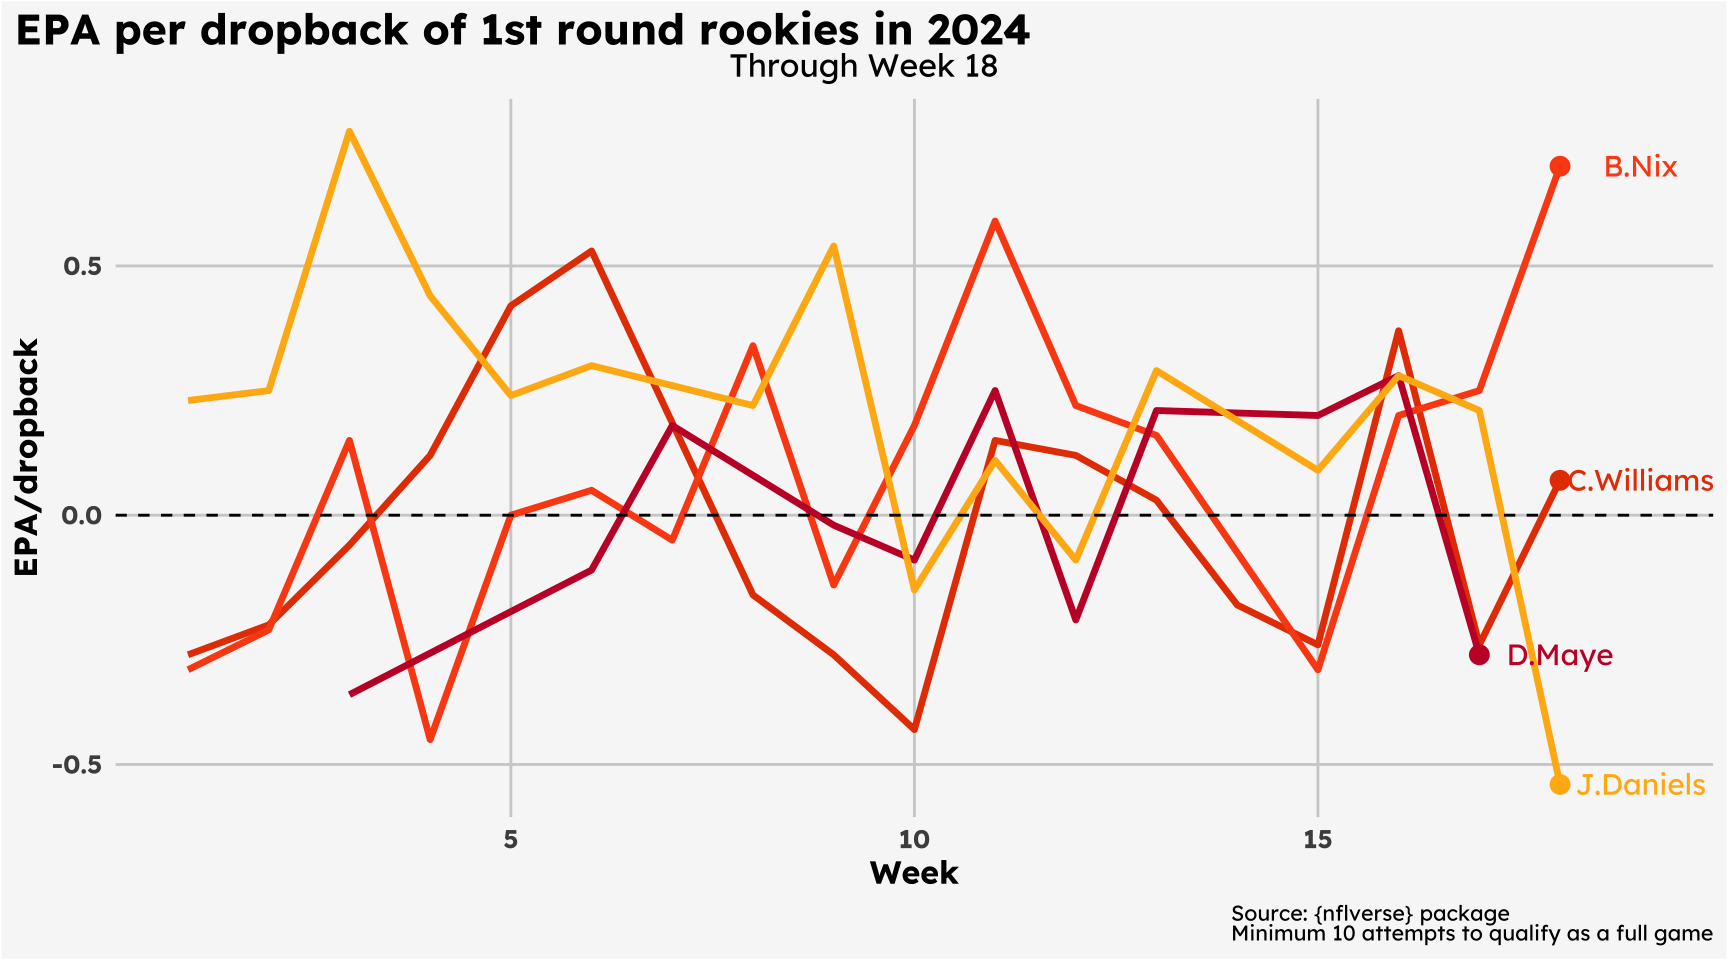 EPA per dropback of 1st round rookies in 2024
Through Week 18
EPA/dropback
0.5
0.0
-0.5
B.Nix
C.Williams
D.Maye
J.Daniels
5 10 15
Week
Source: {nflverse} package
Minimum 10 attempts to qualify as a full game